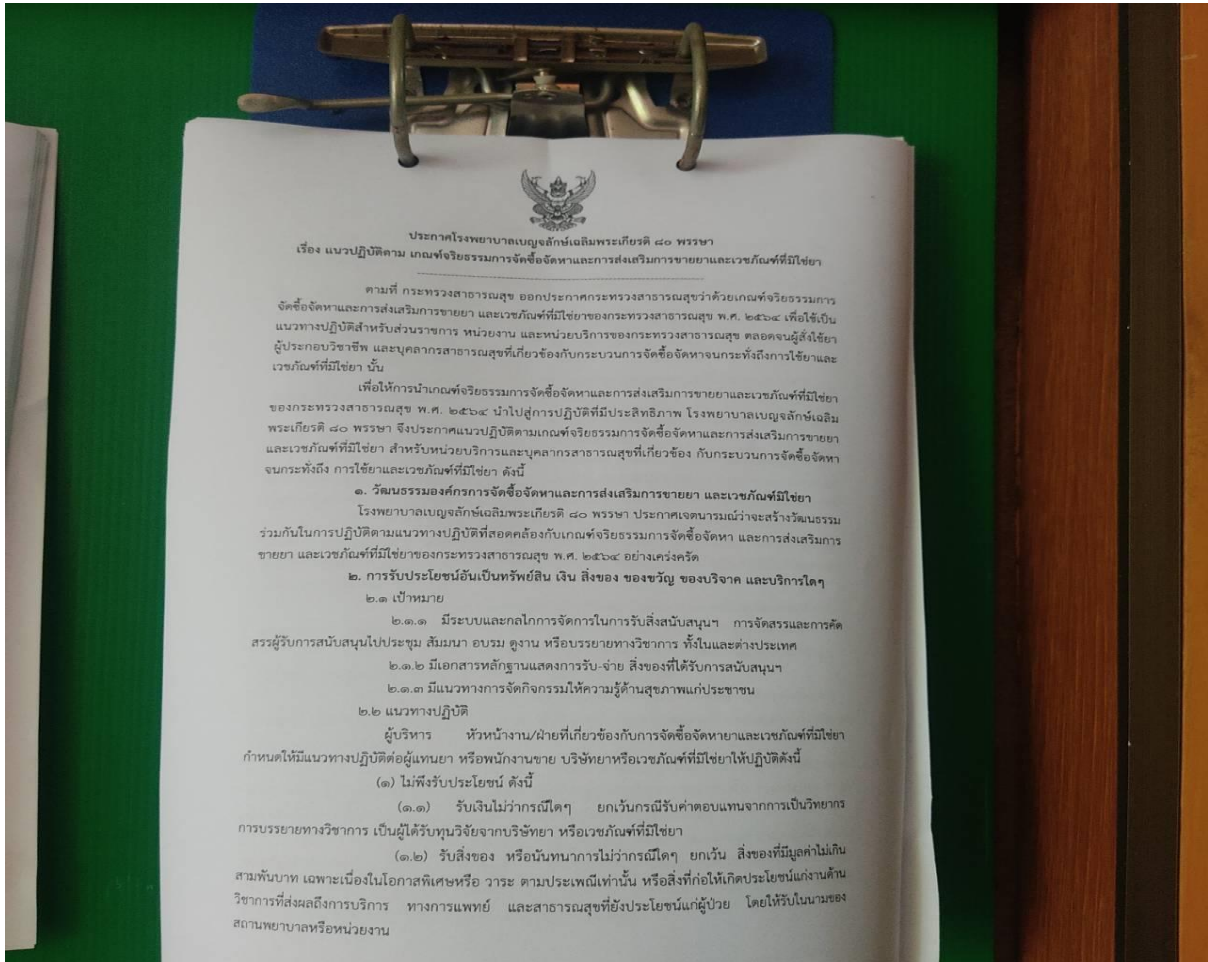 ประกาศโรงพยาบาลเบญจลักษ์เฉลิมพระเกียรติ ๘๐ พรรษา
เรื่อง แนวปฏิบัติตาม เกณฑ์จริยธรรมการจัดซื้อจัดหาและการส่งเสริมการขายยาและเวชภัณฑ์ที่มิใช่ยา
ตามที่ กระทรวงสาธารณสุข ออกประกาศกระทรวงสาธารณสุขว่าด้วยเกณฑ์จริยธรรมการ
จัดซื้อจัดหาและการส่งเสริมการขายยา และเวชภัณฑ์ที่มิใช่ยาของกระทรวงสาธารณสุข พ.ศ. ๒๕๖๔ เพื่อใช้เป็น
แนวทางปฏิบัติสำหรับส่วนราชการ หน่วยงาน และหน่วยบริการของกระทรวงสาธารณสุข ตลอดจนผู้สั่งใช้ยา
ผู้ประกอบวิชาชีพ และบุคลากรสาธารณสุขที่เกี่ยวข้องกับกระบวนการจัดซื้อจัดหาจนกระทั่งถึงการใช้ยาและ
เวชภัณฑ์ที่มิใช่ยา นั้น
เพื่อให้การนำเกณฑ์จริยธรรมการจัดซื้อจัดหาและการส่งเสริมการขายยาและเวชภัณฑ์ที่มิใช่ยา
ของกระทรวงสาธารณสุข พ.ศ. ๒๕๖๔ นำไปสู่การปฏิบัติที่มีประสิทธิภาพ โรงพยาบาลเบญจลักษ์เฉลิม
พระเกียรติ ๘๐ พรรษา จึงประกาศแนวปฏิบัติตามเกณฑ์จริยธรรมการจัดซื้อจัดหาและการส่งเสริมการขายยา
และเวชภัณฑ์ที่มิใช่ยา สำหรับหน่วยบริการและบุคลากรสาธารณสุขที่เกี่ยวข้อง กับกระบวนการจัดซื้อจัดหา
จนกระทั่งถึง การใช้ยาและเวชภัณฑ์ที่มิใช่ยา ดังนี้
๑. วัฒนธรรมองค์กรการจัดซื้อจัดหาและการส่งเสริมการขายยา และเวชภัณฑ์มิใช่ยา
โรงพยาบาลเบญจลักษ์เฉลิมพระเกียรติ ๘๐ พรรษา ประกาศเจตนารมณ์ว่าจะสร้างวัฒนธรรม
ร่วมกันในการปฏิบัติตามแนวทางปฏิบัติที่สอดคล้องกับเกณฑ์จริยธรรมการจัดซื้อจัดหา และการส่งเสริมการ
ขายยา และเวชภัณฑ์ที่มิใช่ยาของกระทรวงสาธารณสุข พ.ศ. ๒๕๖๔ อย่างเคร่งครัด
๒. การรับประโยชน์อันเป็นทรัพย์สิน เงิน สิ่งของ ของขวัญ ของบริจาค และบริการใดๆ
๒.๑ เป้าหมาย
๒.๑.๑ มีระบบและกลไกการจัดการในการรับสิ่งสนับสนุนฯ การจัดสรรและการคัด
สรรผู้รับการสนับสนุนไปประชุม สัมมนา อบรม ดูงาน หรือบรรยายทางวิชาการ ทั้งในและต่างประเทศ
๒.๑.๒ มีเอกสารหลักฐานแสดงการรับ-จ่าย สิ่งของที่ได้รับการสนับสนุนฯ
๒.๑.๓ มีแนวทางการจัดกิจกรรมให้ความรู้ด้านสุขภาพแก่ประชาชน
๒.๒ แนวทางปฏิบัติ
ผู้บริหาร หัวหน้างาน/ฝ่ายที่เกี่ยวข้องกับการจัดซื้อจัดหายาและเวชภัณฑ์ที่มิใช่ยา
กำหนดให้มีแนวทางปฏิบัติต่อผู้แทนยา หรือพนักงานขาย บริษัทยาหรือเวชภัณฑ์ที่มิใช่ยาให้ปฏิบัติดังนี้
(๑) ไม่พึงรับประโยชน์ ดังนี้
(๑.๑) รับเงินไม่ว่ากรณีใดๆ ยกเว้นกรณีรับค่าตอบแทนจากการเป็นวิทยากร
การบรรยายทางวิชาการ เป็นผู้ได้รับทุนวิจัยจากบริษัทยา หรือเวชภัณฑ์ที่มิใช่ยา
(๑.๒) รับสิ่งของ หรือนันทนาการไม่ว่ากรณีใดๆ ยกเว้น สิ่งของที่มีมูลค่าไม่เกิน
สามพันบาท เฉพาะเนื่องในโอกาสพิเศษหรือ วาระ ตามประเพณีเท่านั้น หรือสิ่งที่ก่อให้เกิดประโยชน์แก่งานด้าน
วิชาการที่ส่งผลถึงการบริการ ทางการแพทย์ และสาธารณสุขที่ยังประโยชน์แก่ผู้ป่วย โดยให้รับในนามของ
สถานพยาบาลหรือหน่วยงาน